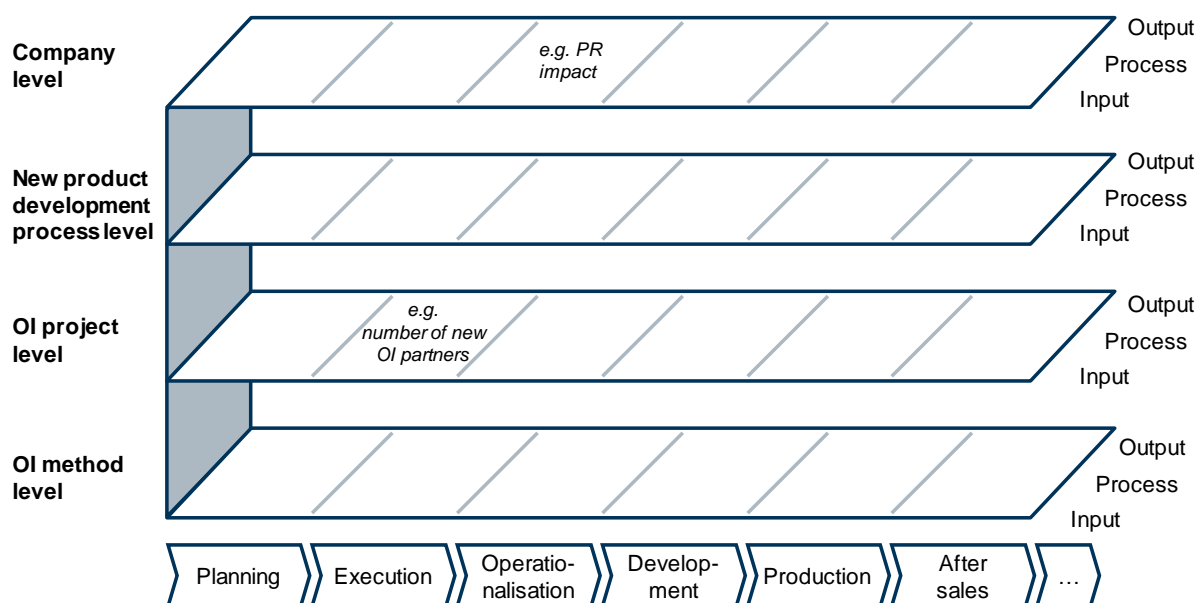 Company
level
e.g. PR
impact
Output
Process
Input
New product
development
process level
Output
Process
Input
OI project
level
e.g.
number of new
OI partners
Output
Process
Input
OI method
level
Output
Process
Input
Planning
Execution
Operatio-
nalisation
Develop-
ment
Production
After
sales
…